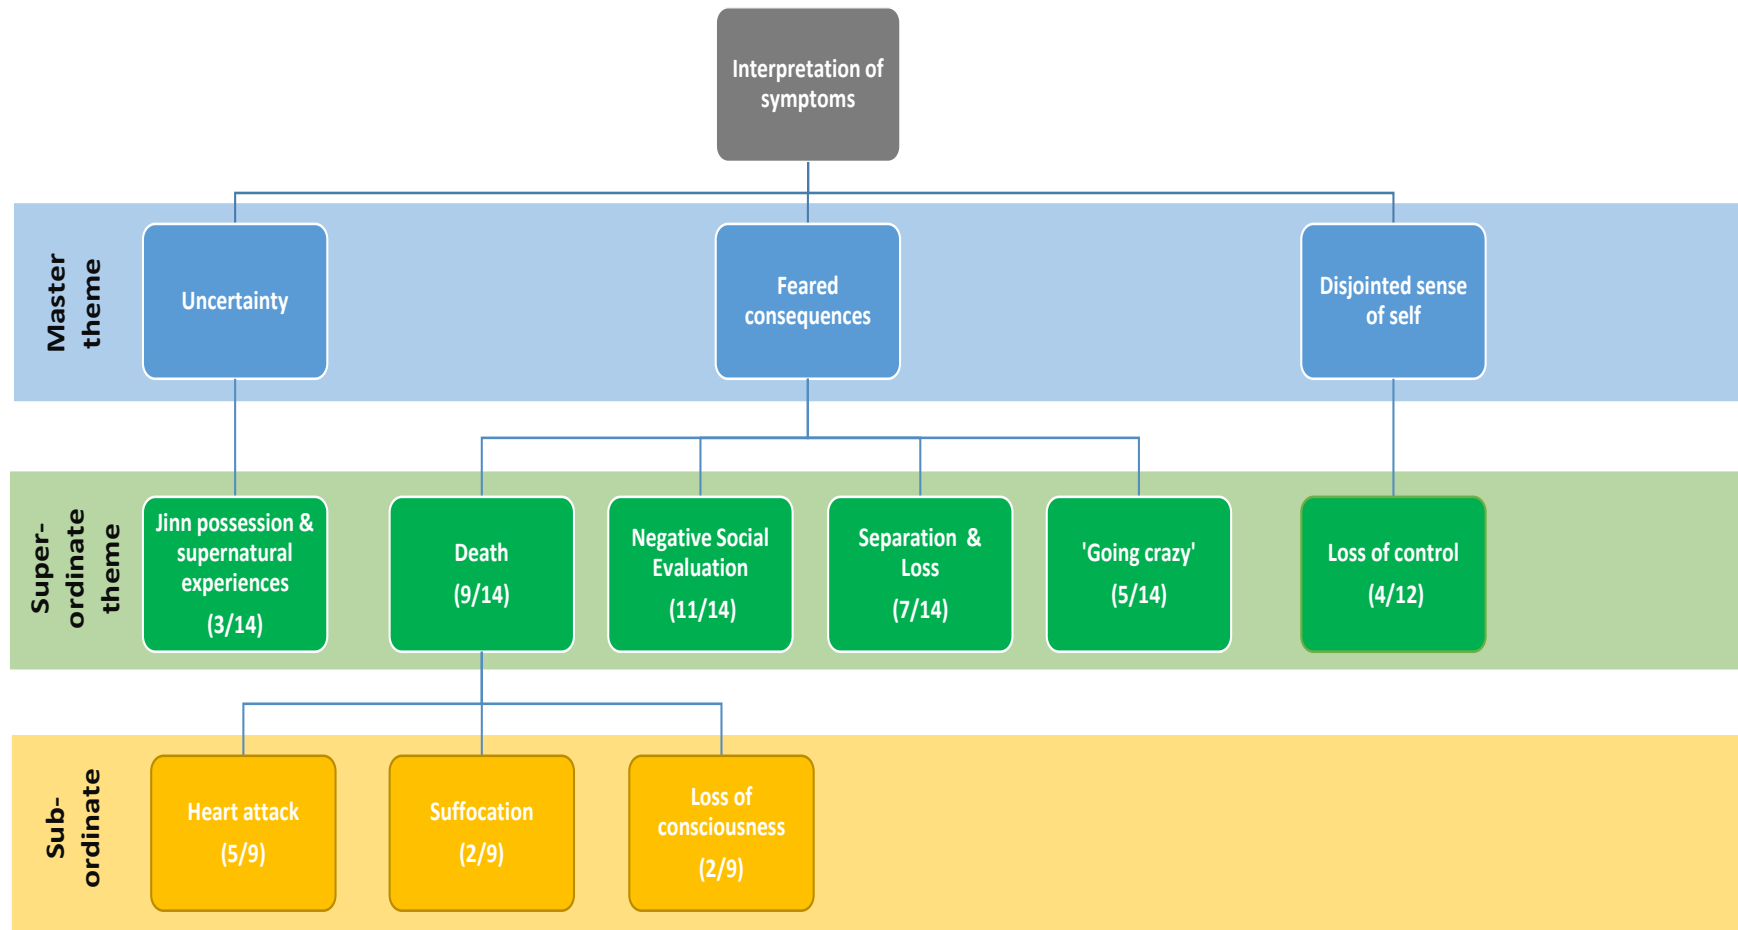 Interpretation of
symptoms
Master
theme
Uncertainty
Feared
consequences
Disjointed sense
of self
Super-
ordinate
theme
Jinn possession &
supernatural
experiences
(3/14)
Death
(9/14)
Negative Social
Evaluation
(11/14)
Separation &
Loss
(7/14)
'Going crazy'
(5/14)
Loss of control
(4/12)
Sub-
ordinate
Heart attack
(5/9)
Suffocation
(2/9)
Loss of
consciousness
(2/9)